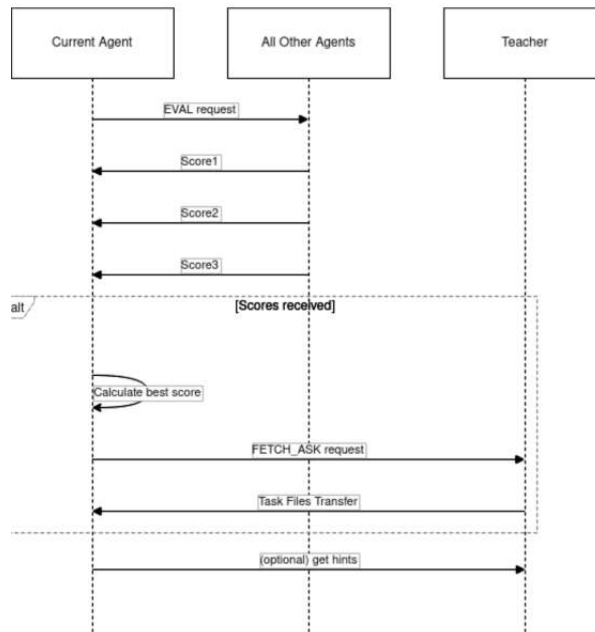 Current Agent
All Other Agents
Teacher
EVAL request
Score1
Score2
Score3
alt
[Scores received]
Calculate best score
FETCH_ASK request
Task Files Transfer
(optional) get hints